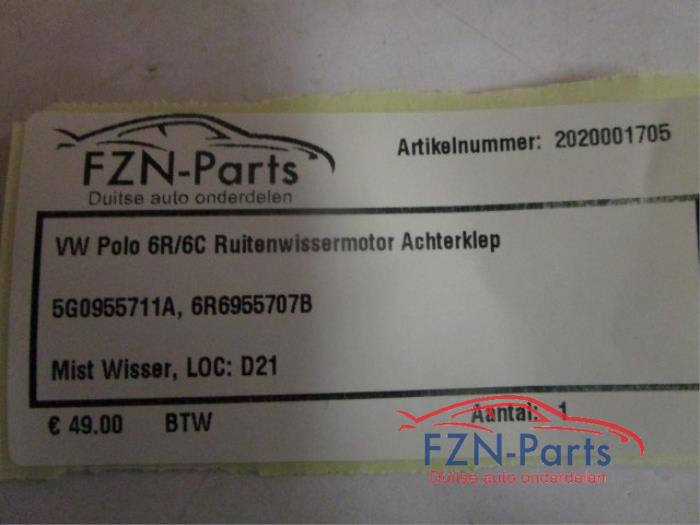 FZN-Parts
Duitse auto onderdelen
Artikelnummer: 2020001705
VW Polo 6R/6C Ruitenwissermotor Achterklep
5G0955711A, 6R6955707B
Mist Wisser, LOC: D21
€ 49.00 BTW
Aantal: 1
FZN-Parts
Duitse auto onderdelen